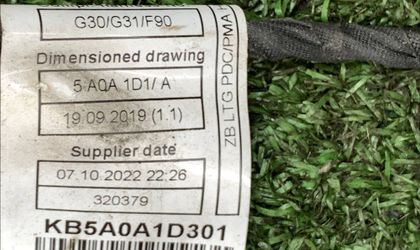 G30/G31/F90
Dimensioned drawing
5 A0A 1D1/ A
19.09.2019 (1.1)
Supplier date
07.10.2022 22:26
320379
KB5A0A1D301
ZB LTG PDC/PMA